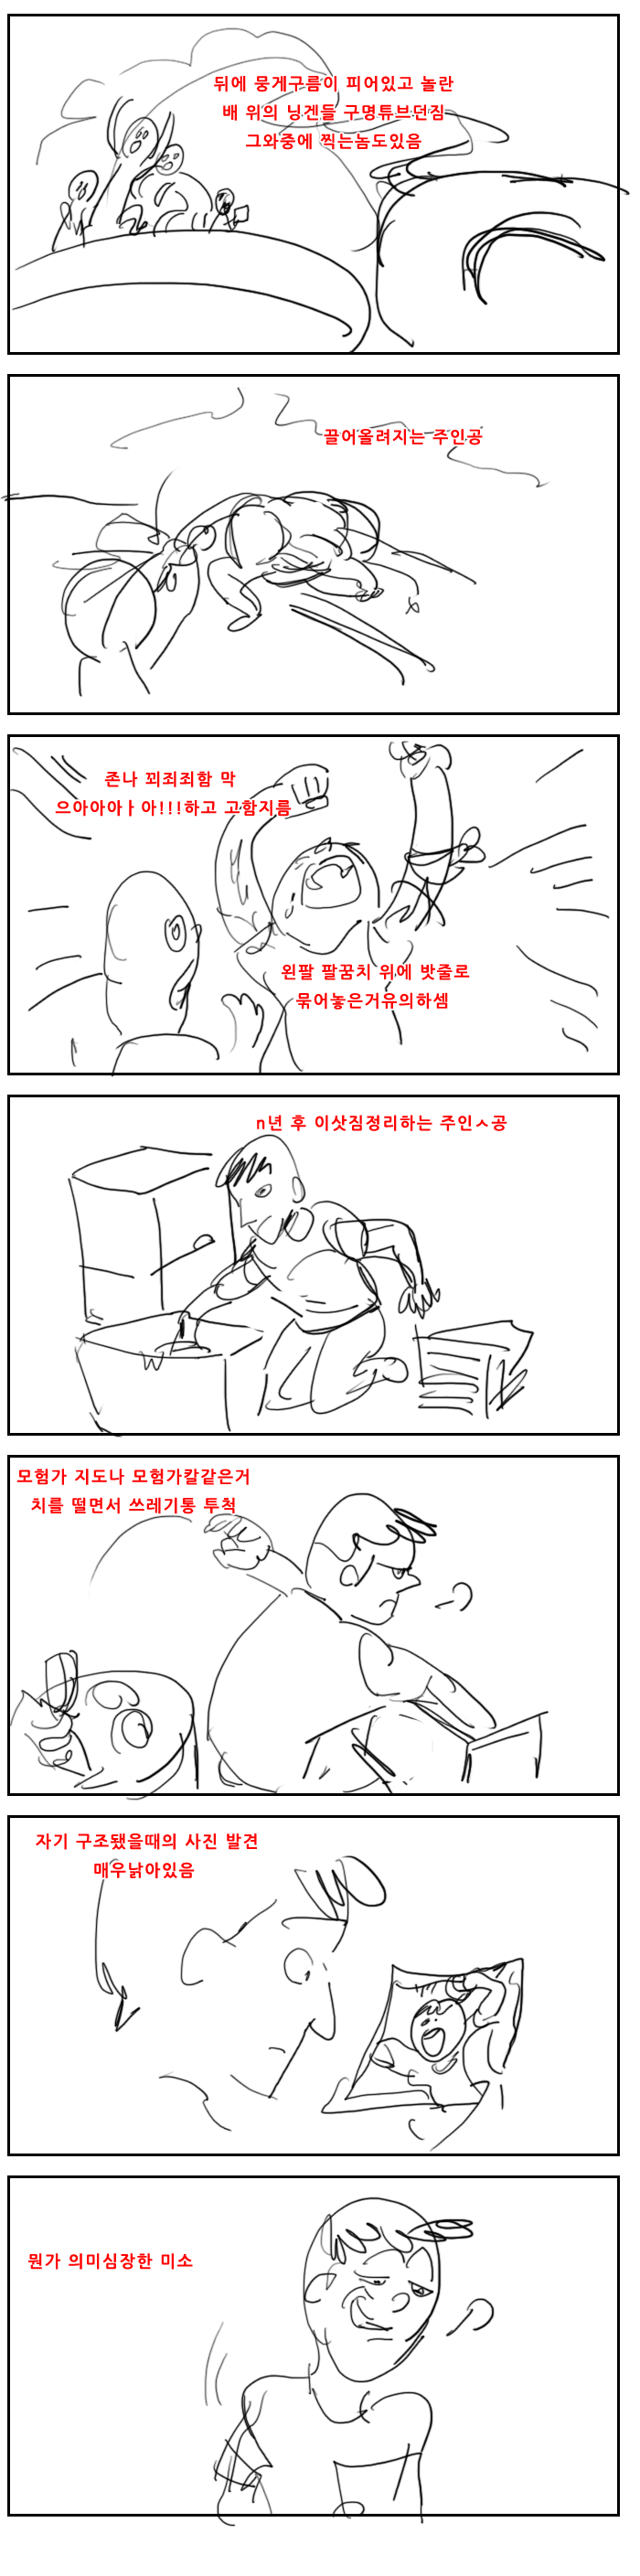 뒤에 뭉게구름이 피어있고 놀란
배 위의 닝겐들 구명튜브던짐
그와중에 찍는놈도있음
끌어올려지는 주인공
존나 꾀죄죄함 막
으아아아ㅏ아!!!하고 고함지름
왼팔 팔꿈치 위에 밧줄로
묶어놓은거유의하셈
n년 후 이삿짐정리하는 주인ㅅ공
모험가 지도나 모험가칼같은거
치를 떨면서 쓰레기통 투척
자기 구조됐을때의 사진 발견
매우낡아있음
뭔가 의미심장한 미소